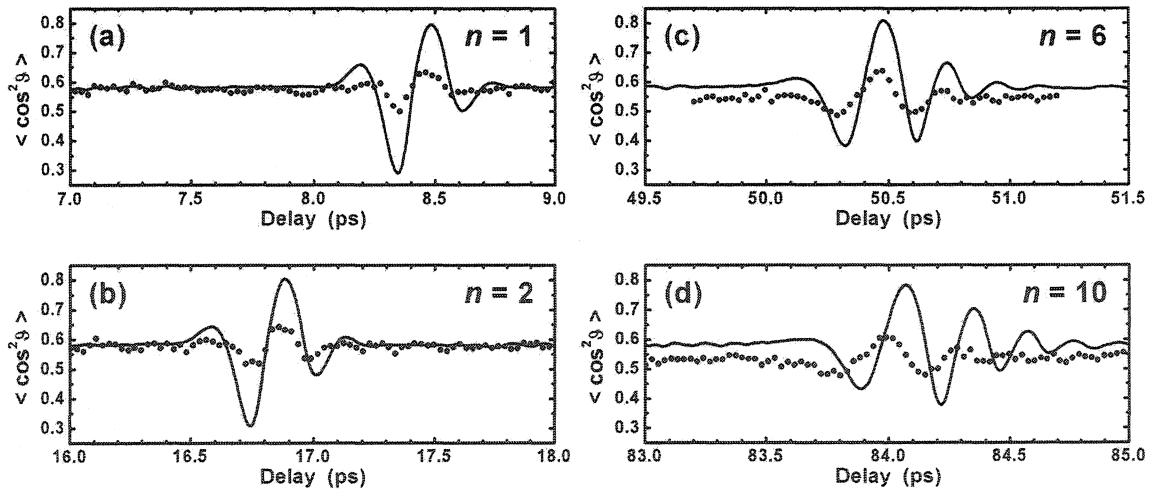 (a) n = 1
< cos²ϑ >
0.8
0.7
0.6
0.5
0.4
0.3
7.0 7.5 8.0 8.5 9.0
Delay (ps)
(c) n = 6
< cos²ϑ >
0.8
0.7
0.6
0.5
0.4
0.3
49.5 50.0 50.5 51.0 51.5
Delay (ps)
(b) n = 2
< cos²ϑ >
0.8
0.7
0.6
0.5
0.4
0.3
16.0 16.5 17.0 17.5 18.0
Delay (ps)
(d) n = 10
< cos²ϑ >
0.8
0.7
0.6
0.5
0.4
0.3
83.0 83.5 84.0 84.5 85.0
Delay (ps)